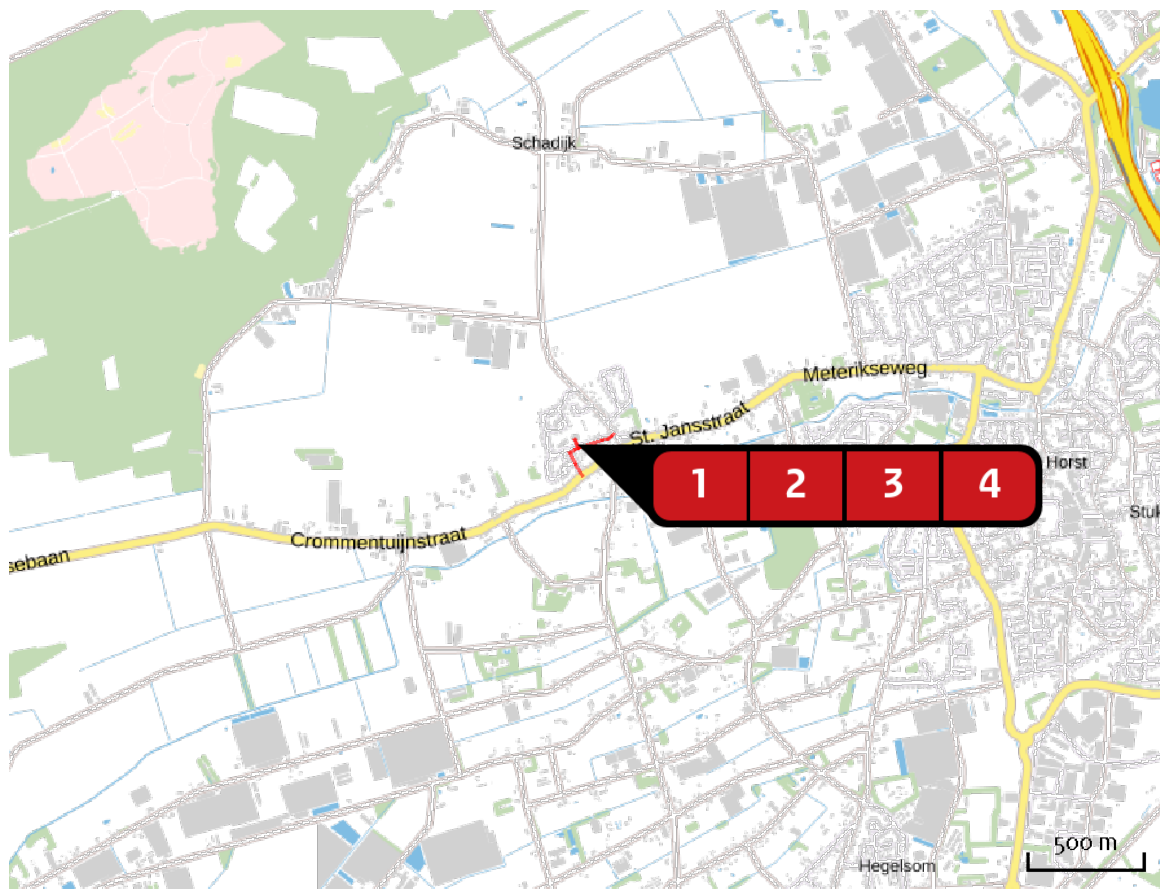 Schadijk
Meterikseweg
St. Jansstraat
Horst
1 2 3 4
Stuk
Crommentuijnstraat
sebaan
500 m
Hegelsom